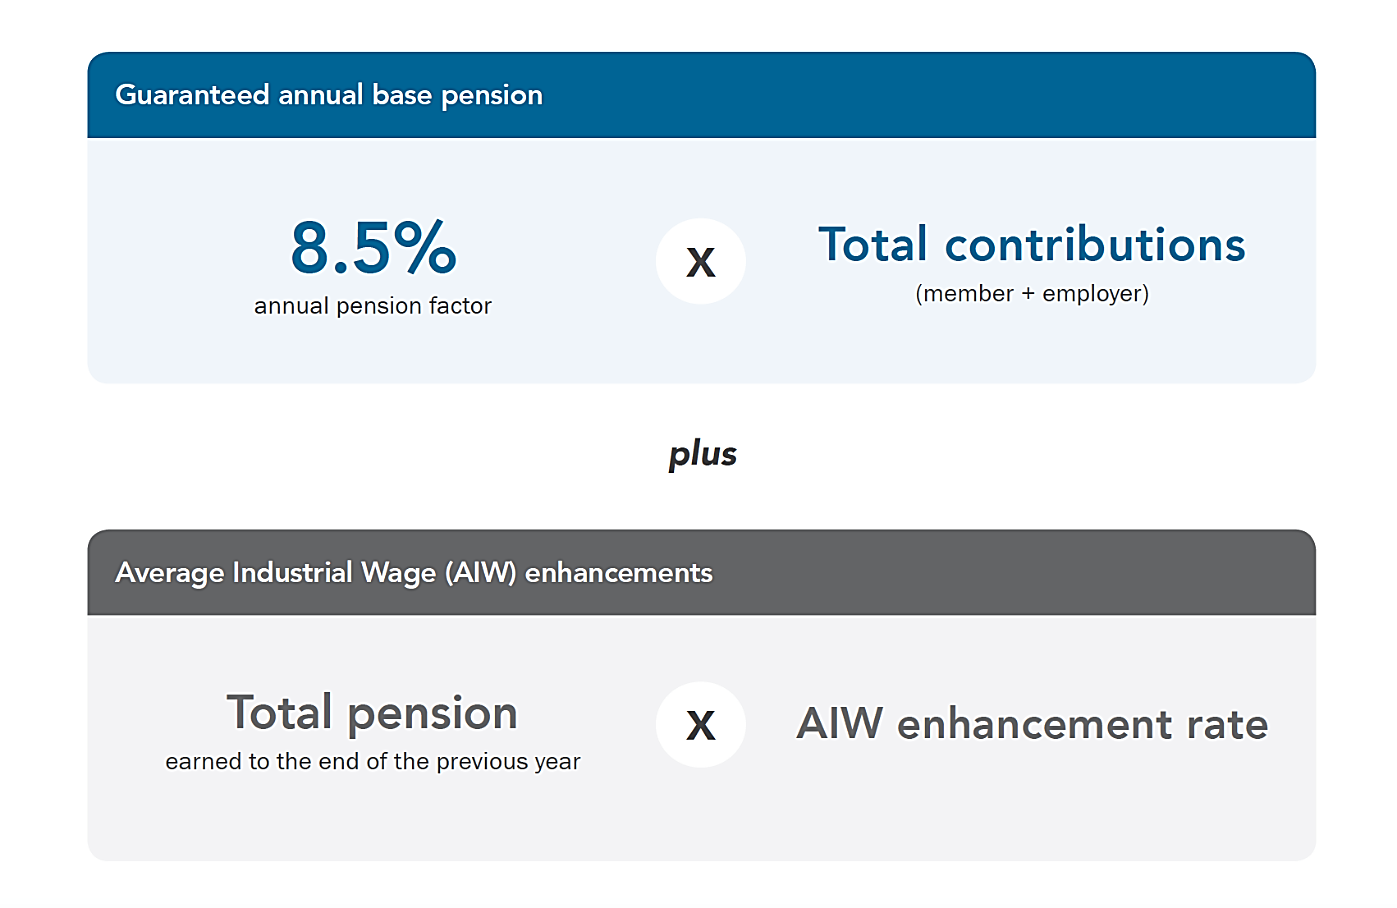 Guaranteed annual base pension
8.5%
annual pension factor
X
Total contributions
(member + employer)
plus
Average Industrial Wage (AIW) enhancements
Total pension
earned to the end of the previous year
X
AIW enhancement rate